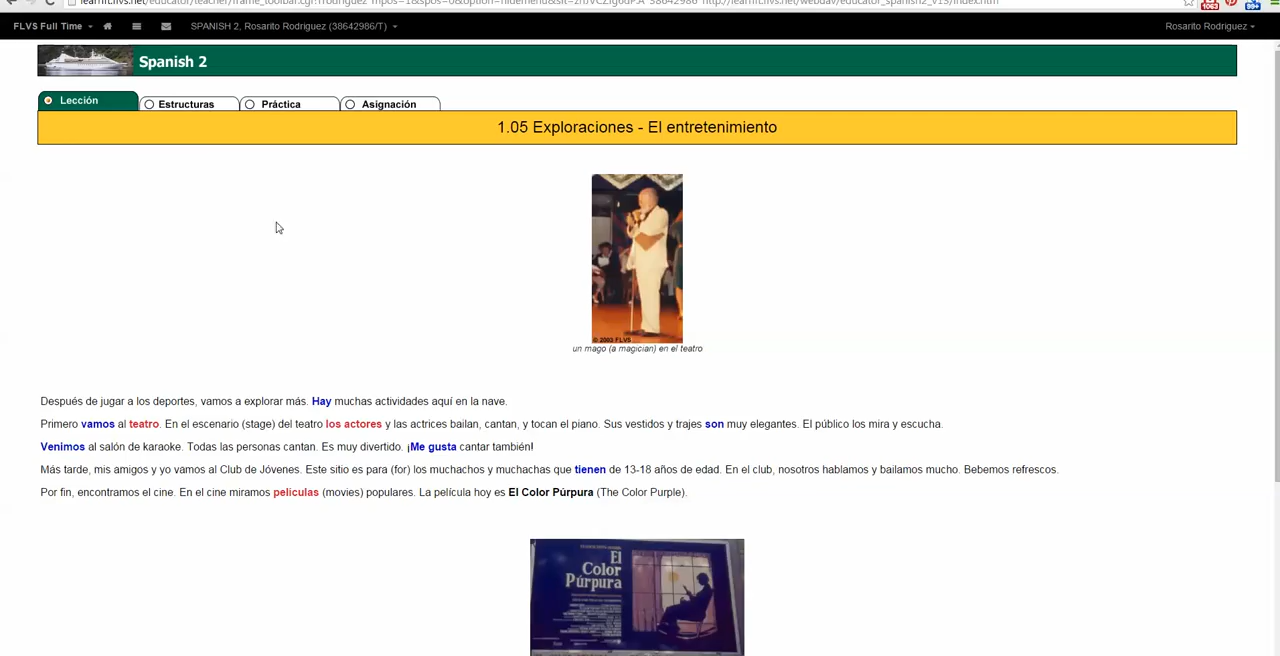 FLVS Full Time
SPANISH 2, Rosarito Rodriguez (38642986/T)
Rosarito Rodriguez
Spanish 2
Lección
Estructuras
Práctica
Asignación
1.05 Exploraciones - El entretenimiento
© 2003 FLVS
un mago (a magician) en el teatro
Después de jugar a los deportes, vamos a explorar más. Hay muchas actividades aquí en la nave.
Primero vamos al teatro. En el escenario (stage) del teatro los actores y las actrices bailan, cantan, y tocan el piano. Sus vestidos y trajes son muy elegantes. El público los mira y escucha.
Venimos al salón de karaoke. Todas las personas cantan. Es muy divertido. ¡Me gusta cantar también!
Más tarde, mis amigos y yo vamos al Club de Jóvenes. Este sitio es para (for) los muchachos y muchachas que tienen de 13-18 años de edad. En el club, nosotros hablamos y bailamos mucho. Bebemos refrescos.
Por fin, encontramos el cine. En el cine miramos películas (movies) populares. La película hoy es El Color Púrpura (The Color Purple).
El
Color
Púrpura